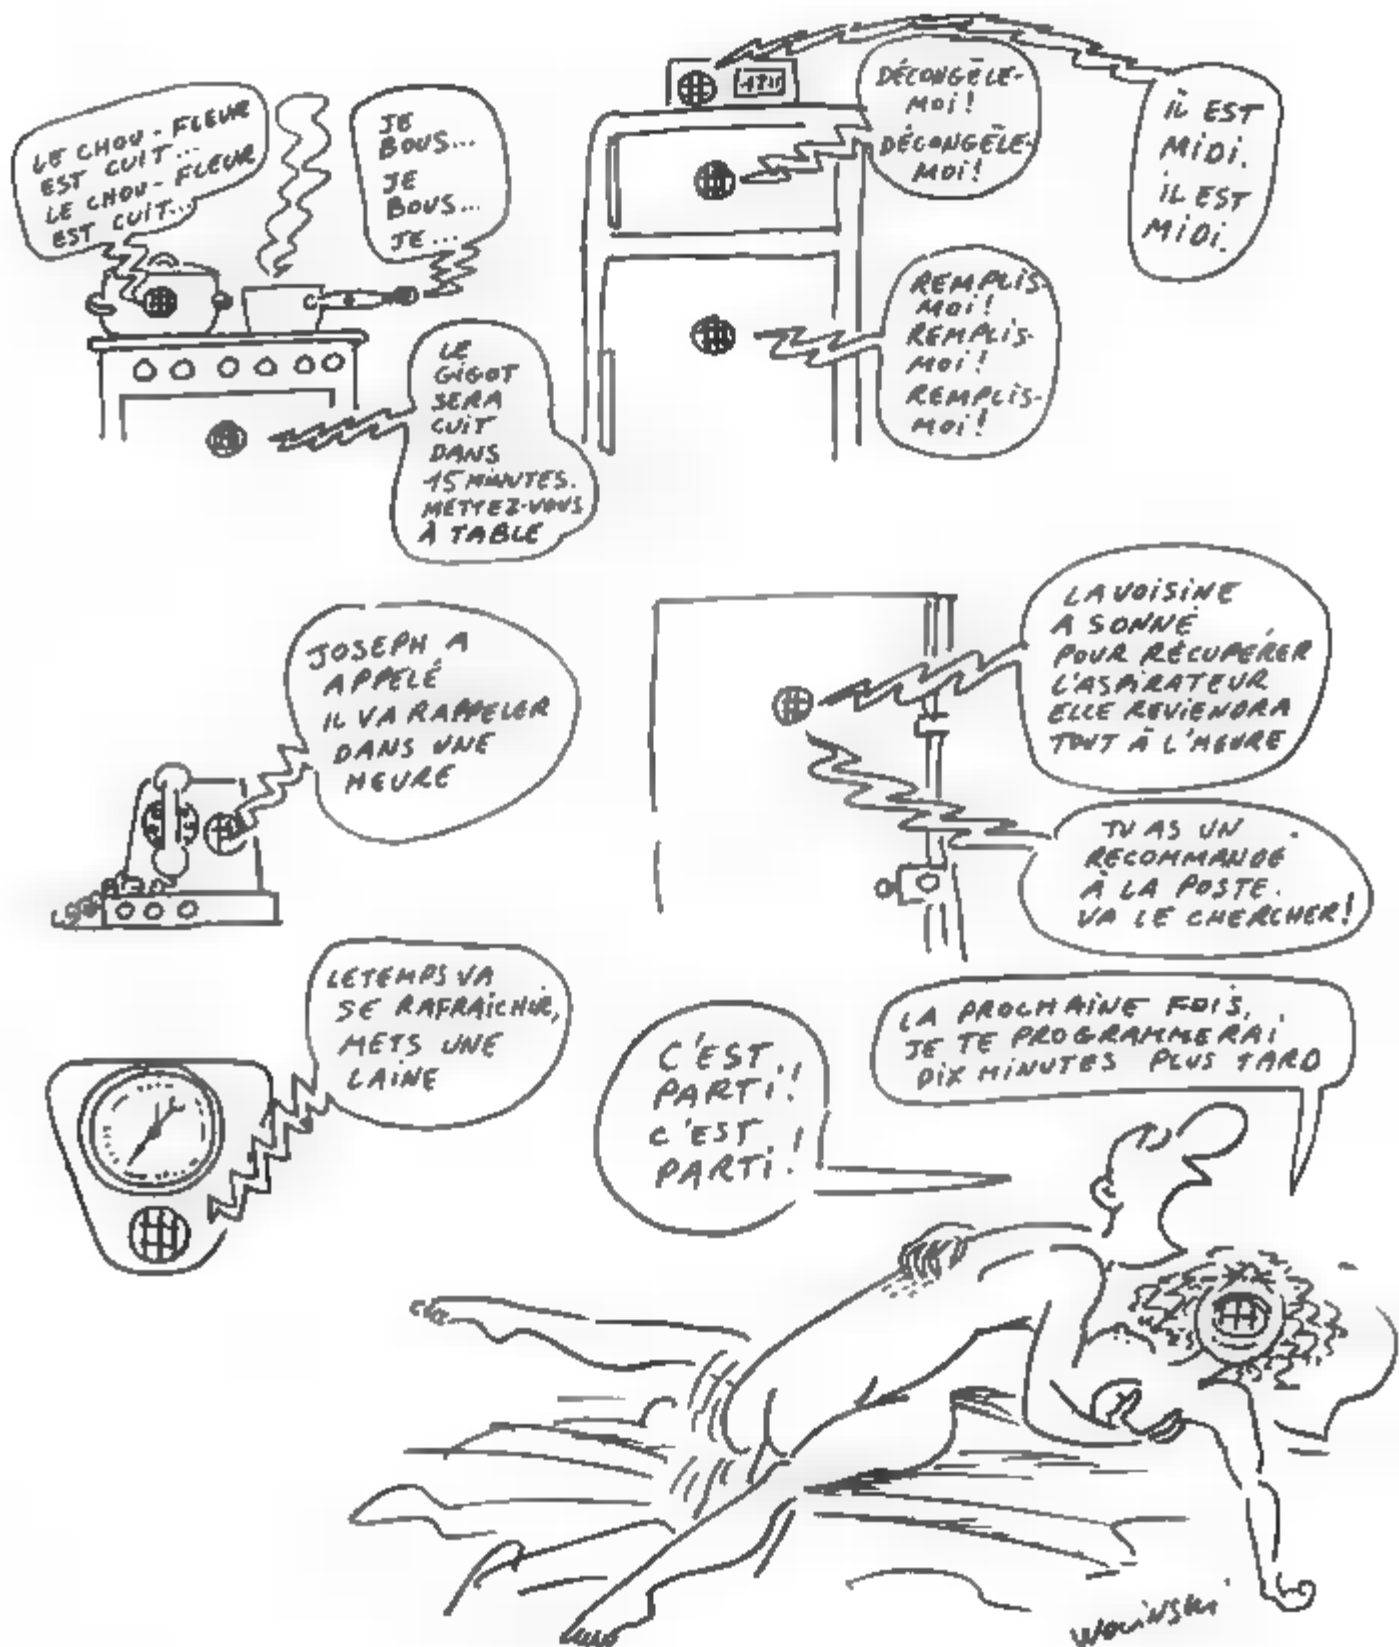 LE CHOU-FLEUR
EST CUIT...
LE CHOU-FLEUR
EST CUIT...
JE
BOUS...
JE
BOUS...
JE...
DÉCONGÈLE-
MOI!
DÉCONGÈLE-
MOI!
IL EST
MIDI.
IL EST
MIDI.
REMPLIS-
MOI!
REMPLIS-
MOI!
REMPLIS-
MOI!
LE
GIGOT
SERA
CUIT
DANS
15 MINUTES.
METTEZ-VOUS
À TABLE
JOSEPH A
APPELÉ
IL VA RAPPELER
DANS UNE
HEURE
LA VOISINE
A SONNÉ
POUR RÉCUPÉRER
L'ASPIRATEUR
ELLE REVIENDRA
TOUT À L'HEURE
TU AS UN
RECOMMANDÉ
À LA POSTE.
VA LE CHERCHER!
LE TEMPS VA
SE RAFRAICHIR,
METS UNE
LAINE
C'EST
PARTI!
C'EST
PARTI!
LA PROCHAINE FOIS,
JE TE PROGRAMMERAI
DIX MINUTES PLUS TARD
WOLINSKI